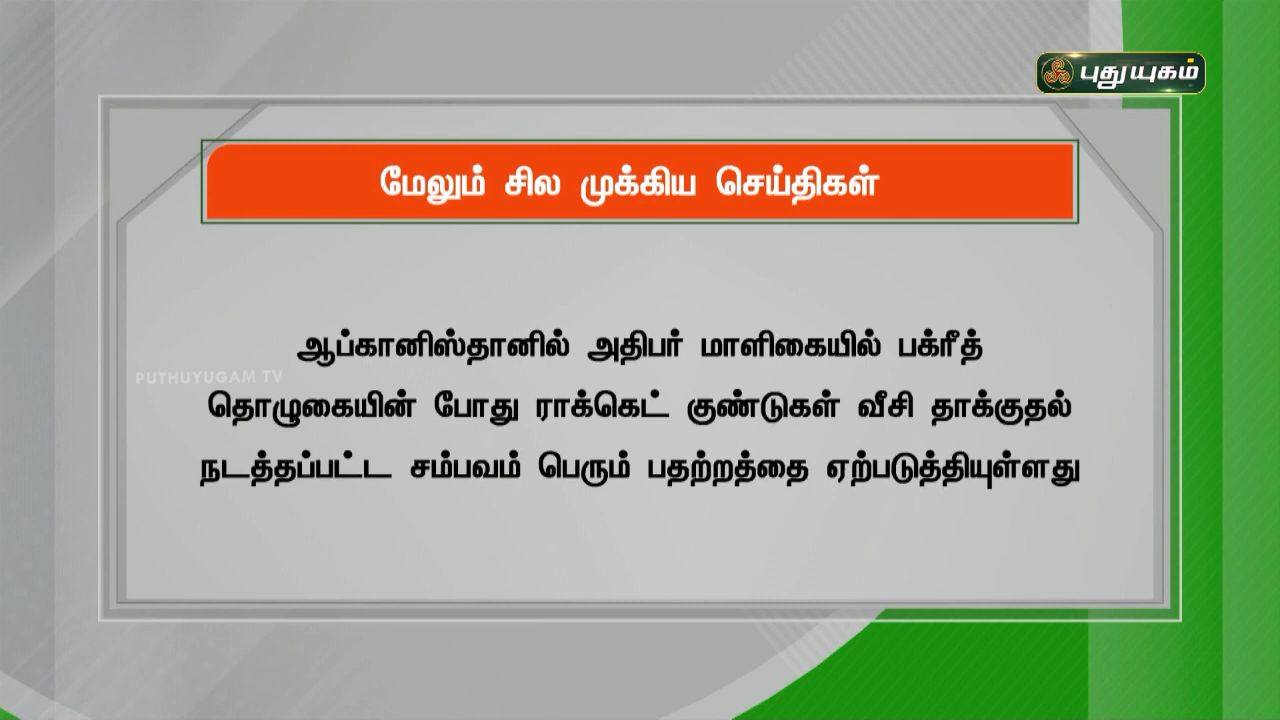 புதுயுகம்
மேலும் சில முக்கிய செய்திகள்
ஆப்கானிஸ்தானில் அதிபர் மாளிகையில் பக்ரீத்
PUTHUYUGAM TV
தொழுகையின் போது ராக்கெட் குண்டுகள் வீசி தாக்குதல்
நடத்தப்பட்ட சம்பவம் பெரும் பதற்றத்தை ஏற்படுத்தியுள்ளது